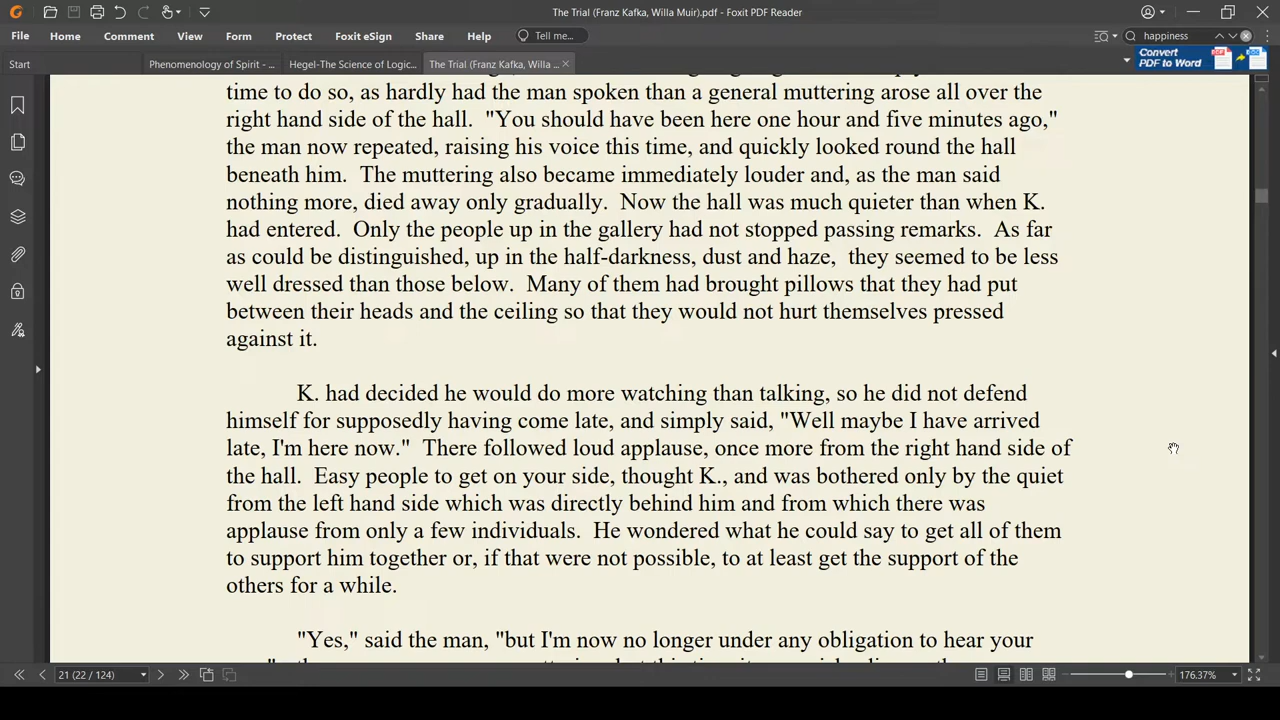 The Trial (Franz Kafka, Willa Muir).pdf - Foxit PDF Reader
File Home Comment View Form Protect Foxit eSign Share Help Tell me... happiness
Start Phenomenology of Spirit - ... Hegel-The Science of Logic... The Trial (Franz Kafka, Willa ... Convert
PDF to Word
time to do so, as hardly had the man spoken than a general muttering arose all over the
right hand side of the hall.  "You should have been here one hour and five minutes ago,"
the man now repeated, raising his voice this time, and quickly looked round the hall
beneath him.  The muttering also became immediately louder and, as the man said
nothing more, died away only gradually.  Now the hall was much quieter than when K.
had entered.  Only the people up in the gallery had not stopped passing remarks.  As far
as could be distinguished, up in the half-darkness, dust and haze,  they seemed to be less
well dressed than those below.  Many of them had brought pillows that they had put
between their heads and the ceiling so that they would not hurt themselves pressed
against it.
K. had decided he would do more watching than talking, so he did not defend
himself for supposedly having come late, and simply said, "Well maybe I have arrived
late, I'm here now."  There followed loud applause, once more from the right hand side of
the hall.  Easy people to get on your side, thought K., and was bothered only by the quiet
from the left hand side which was directly behind him and from which there was
applause from only a few individuals.  He wondered what he could say to get all of them
to support him together or, if that were not possible, to at least get the support of the
others for a while.
"Yes," said the man, "but I'm now no longer under any obligation to hear your
21 (22 / 124) 176.37%